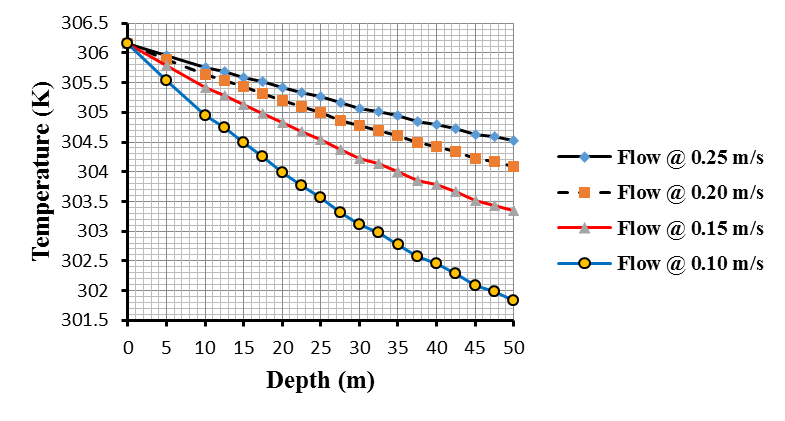 306.5
306
305.5
305
304.5
304
303.5
303
302.5
302
301.5
Temperature (K)
0 5 10 15 20 25 30 35 40 45 50
Depth (m)
Flow @ 0.25 m/s
Flow @ 0.20 m/s
Flow @ 0.15 m/s
Flow @ 0.10 m/s